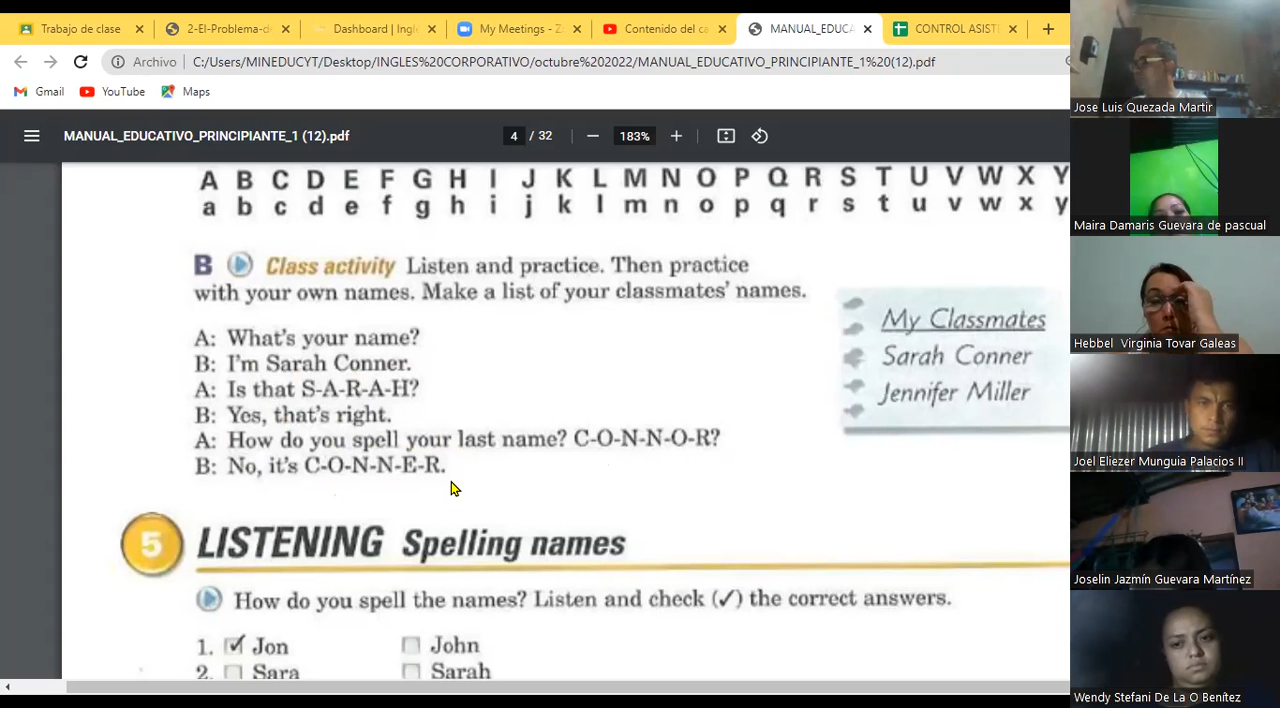 Trabajo de clase
2-El-Problema-d
Dashboard | Ingl
My Meetings - Z
Contenido del ca
MANUAL_EDUCA
CONTROL ASIST
Archivo
C:/Users/MINEDUCYT/Desktop/INGLES%20CORPORATIVO/octubre%202022/MANUAL_EDUCATIVO_PRINCIPIANTE_1%20(12).pdf
Gmail YouTube Maps
MANUAL_EDUCATIVO_PRINCIPIANTE_1 (12).pdf
4 / 32
183%
A B C D E F G H I J K L M N O P Q R S T U V W X Y
a b c d e f g h i j k l m n o p q r s t u v w x y
B Class activity Listen and practice. Then practice
with your own names. Make a list of your classmates' names.
A: What's your name?
B: I'm Sarah Conner.
A: Is that S-A-R-A-H?
B: Yes, that's right.
A: How do you spell your last name? C-O-N-N-O-R?
B: No, it's C-O-N-N-E-R.
My Classmates
Sarah Conner
Jennifer Miller
5 LISTENING Spelling names
How do you spell the names? Listen and check (✓) the correct answers.
1. ✓ Jon John
2. Sara Sarah
Jose Luis Quezada Martir
Maira Damaris Guevara de pascual
Hebbel Virginia Tovar Galeas
Joel Eliezer Munguia Palacios II
Joselin Jazmín Guevara Martínez
Wendy Stefani De La O Benítez